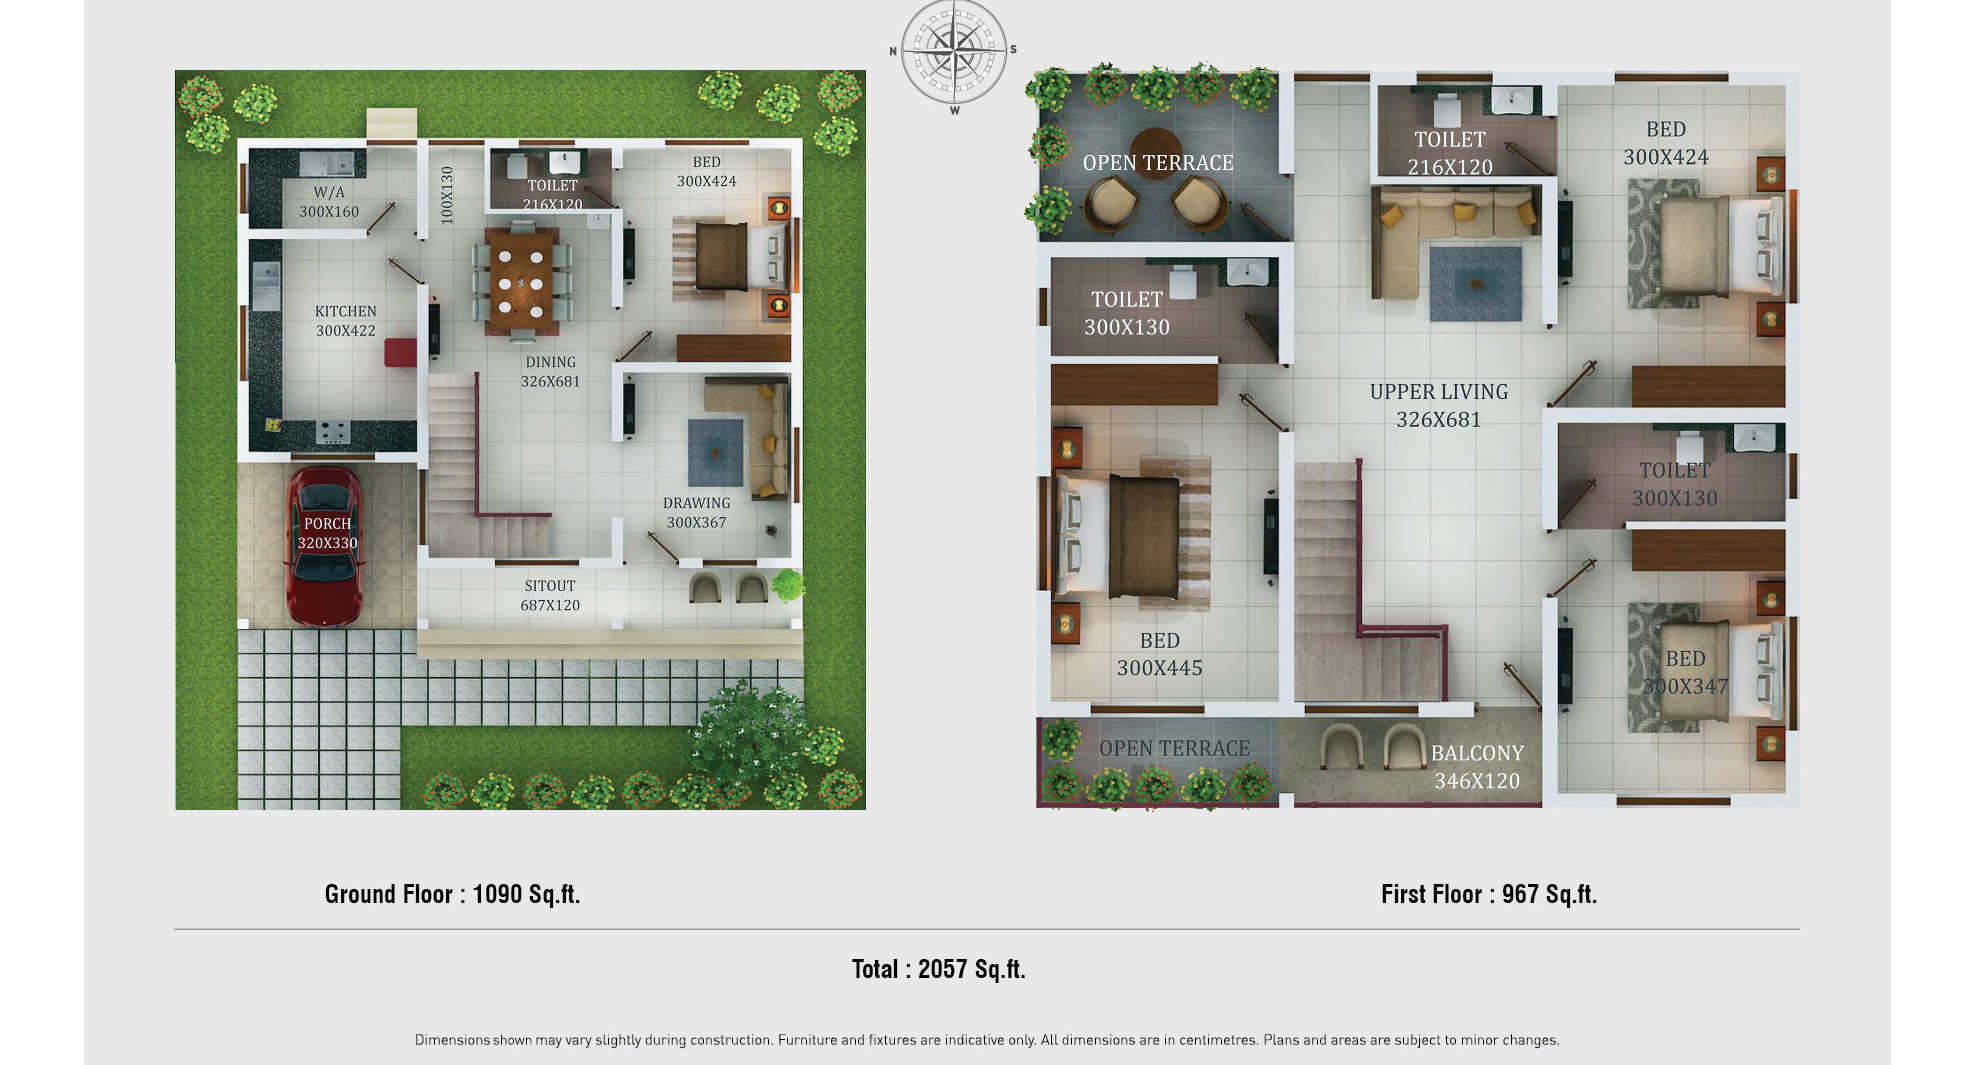 N
S
W
W/A
300X160
100X130
TOILET
216X120
BED
300X424
KITCHEN
300X422
DINING
326X681
DRAWING
300X367
PORCH
320X330
SITOUT
687X120
OPEN TERRACE
TOILET
216X120
BED
300X424
TOILET
300X130
UPPER LIVING
326X681
TOILET
300X130
BED
300X445
BED
300X347
OPEN TERRACE
BALCONY
346X120
Ground Floor : 1090 Sq.ft.
First Floor : 967 Sq.ft.
Total : 2057 Sq.ft.
Dimensions shown may vary slightly during construction. Furniture and fixtures are indicative only. All dimensions are in centimetres. Plans and areas are subject to minor changes.